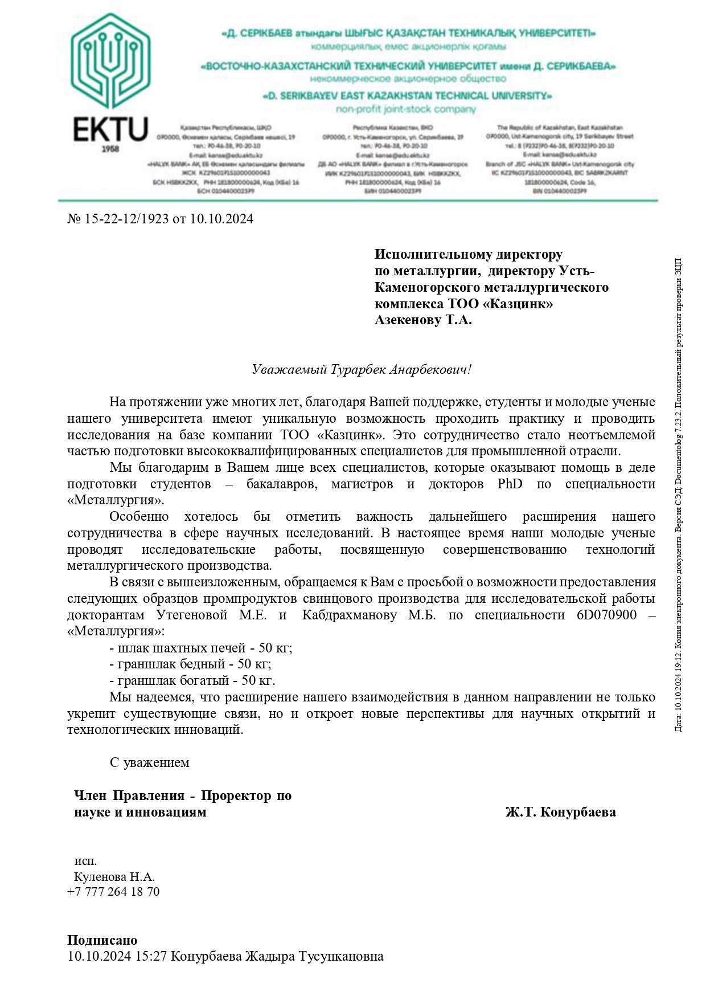 «Д. СЕРІКБАЕВ атындағы ШЫҒЫС ҚАЗАҚСТАН ТЕХНИКАЛЫҚ УНИВЕРСИТЕТІ»
коммерциялық емес акционерлік қоғамы
«ВОСТОЧНО-КАЗАХСТАНСКИЙ ТЕХНИЧЕСКИЙ УНИВЕРСИТЕТ имени Д. СЕРИКБАЕВА»
некоммерческое акционерное общество
«D. SERIKBAYEV EAST KAZAKHSTAN TECHNICAL UNIVERSITY»
non-profit joint-stock company
EKTU
1958
Қазақстан Республикасы, ШҚО
070000, Өскемен қаласы, Серікбаев көшесі, 19
тел.: 70-46-38, 70-20-10
E-mail: kense@edu.ektu.kz
«HALYK BANK» АҚ ЕБ Өскемен қаласындағы филиалы
ЖСК KZ296017151000000043
БСК HSBKKZKX, РНН 181800000624, Код (КБе) 16
БСН 010440002379
Республика Казахстан, ВКО
070000, г. Усть-Каменогорск, ул. Серикбаева, 19
тел.: 70-46-38, 70-20-10
E-mail: kense@edu.ektu.kz
ДБ АО «HALYK BANK» филиал в г.Усть-Каменогорск
ИИК KZ296017151000000043, БИК HSBKKZKX,
РНН 181800000624, Код (КБе) 16
БИН 010440002379
The Republic of Kazakhstan, East Kazakhstan
070000, Ust-Kamenogorsk city, 19 Serikbayev Street
tel.: 8 (7232)70-46-38, 8(7232)70-20-10
E-mail: kense@edu.ektu.kz
Branch of JSC «HALYK BANK» Ust-Kamenogorsk city
IIC KZ296017151000000043, BIC SABRKZKARNT
181800000624, Code 16,
BIN 010440002379
№ 15-22-12/1923 от 10.10.2024
Исполнительному директору
по металлургии, директору Усть-
Каменогорского металлургического
комплекса ТОО «Казцинк»
Азекенову Т.А.
Уважаемый Турарбек Анарбекович!
На протяжении уже многих лет, благодаря Вашей поддержке, студенты и молодые ученые
нашего университета имеют уникальную возможность проходить практику и проводить
исследования на базе компании ТОО «Казцинк». Это сотрудничество стало неотъемлемой
частью подготовки высококвалифицированных специалистов для промышленной отрасли.
Мы благодарим в Вашем лице всех специалистов, которые оказывают помощь в деле
подготовки студентов – бакалавров, магистров и докторов PhD по специальности
«Металлургия».
Особенно хотелось бы отметить важность дальнейшего расширения нашего
сотрудничества в сфере научных исследований. В настоящее время наши молодые ученые
проводят исследовательские работы, посвященную совершенствованию технологий
металлургического производства.
В связи с вышеизложенным, обращаемся к Вам с просьбой о возможности предоставления
следующих образцов промпродуктов свинцового производства для исследовательской работы
докторантам Утегеновой М.Е. и Кабдрахманову М.Б. по специальности 6D070900 –
«Металлургия»:
- шлак шахтных печей - 50 кг;
- граншлак бедный - 50 кг;
- граншлак богатый - 50 кг.
Мы надеемся, что расширение нашего взаимодействия в данном направлении не только
укрепит существующие связи, но и откроет новые перспективы для научных открытий и
технологических инноваций.
С уважением
Член Правления - Проректор по
науке и инновациям
Ж.Т. Конурбаева
исп.
Куленова Н.А.
+7 777 264 18 70
Подписано
10.10.2024 15:27 Конурбаева Жадыра Тусупкановна
Дата: 10.10.2024 19:12. Копия электронного документа. Версия СЭД: Documentolog 7.23.2. Положительный результат проверки ЭЦП